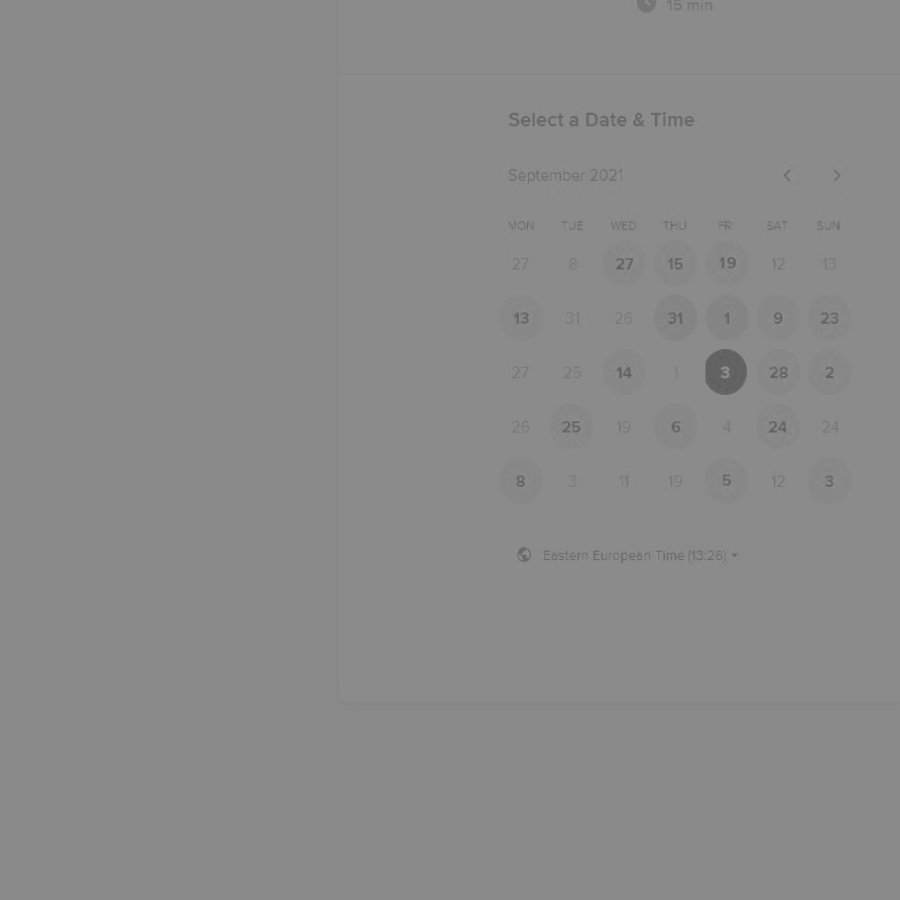 15 min
Select a Date & Time
September 2021
MON TUE WED THU FRI SAT SUN
27 8 27 15 19 12 13
13 31 26 31 1 9 23
27 25 14 1 3 28 2
26 25 19 6 4 24 24
8 3 11 19 5 12 3
Eastern European Time (13:26)